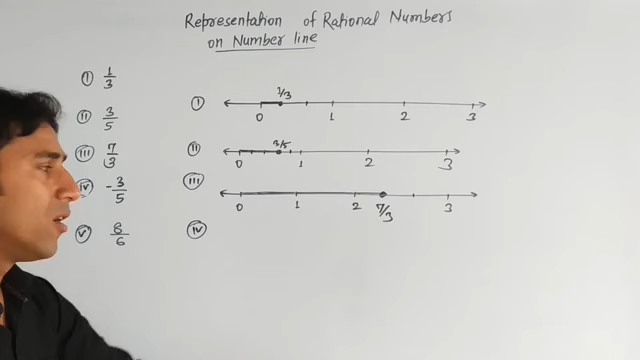 Representation of Rational Numbers
on Number line
(i) 1/3
(ii) 3/5
(iii) 7/3
(iv) -3/5
(v) 8/6
(i) 1/3
0 1 2 3
(ii) 3/5
0 1 2 3
(iii)
0 1 2 7/3 3
(iv)